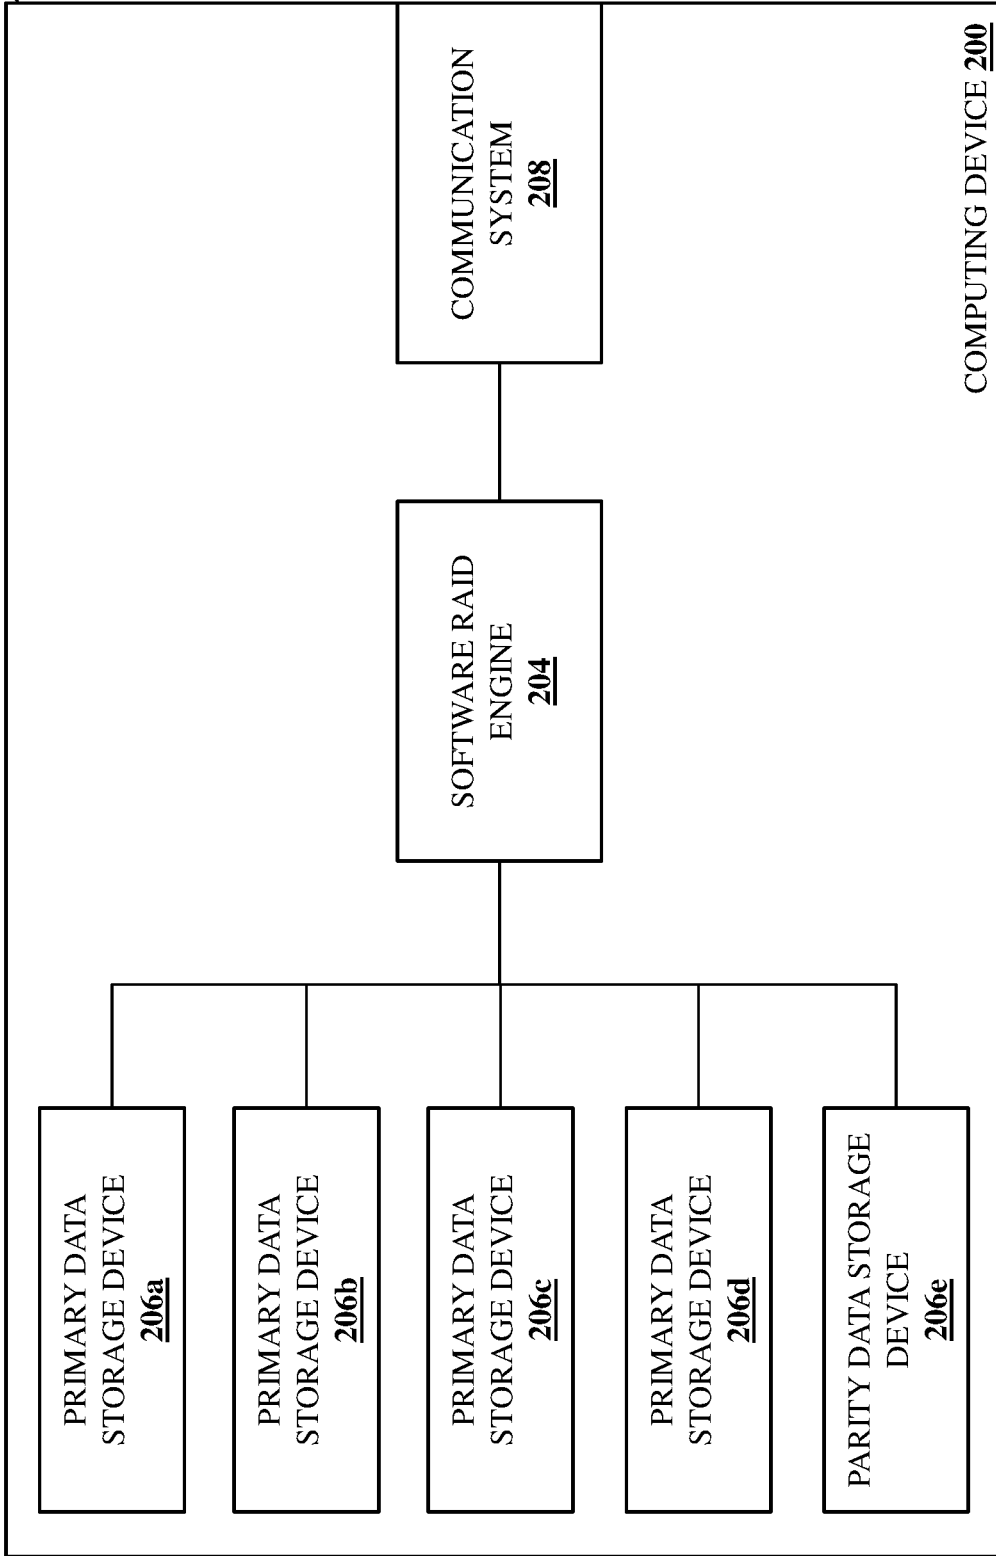 PRIMARY DATA
STORAGE DEVICE
206a
PRIMARY DATA
STORAGE DEVICE
206b
PRIMARY DATA
STORAGE DEVICE
206c
PRIMARY DATA
STORAGE DEVICE
206d
PARITY DATA STORAGE
DEVICE
206e
SOFTWARE RAID
ENGINE
204
COMMUNICATION
SYSTEM
208
COMPUTING DEVICE 200